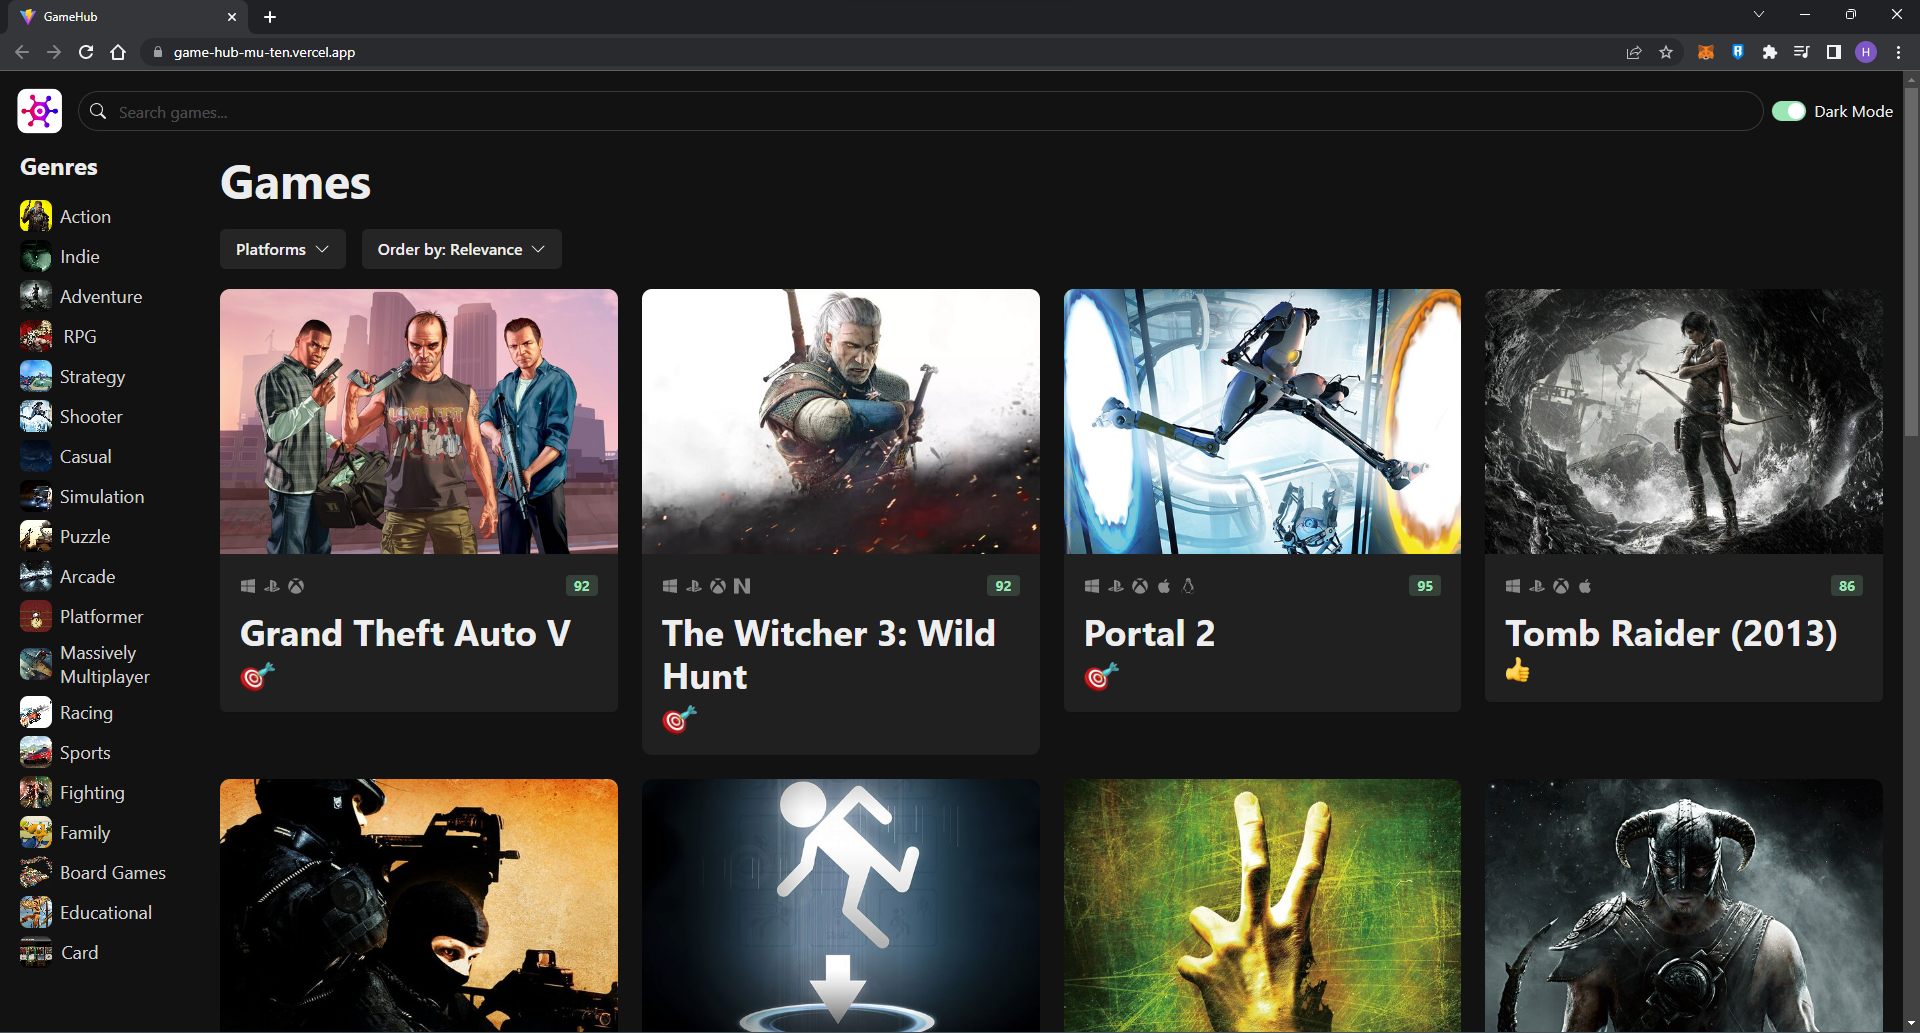 GameHub
game-hub-mu-ten.vercel.app
H
Search games...
Dark Mode
Genres
Action
Indie
Adventure
RPG
Strategy
Shooter
Casual
Simulation
Puzzle
Arcade
Platformer
Massively
Multiplayer
Racing
Sports
Fighting
Family
Board Games
Educational
Card
Games
Platforms
Order by: Relevance
92
Grand Theft Auto V
92
The Witcher 3: Wild
Hunt
95
Portal 2
86
Tomb Raider (2013)